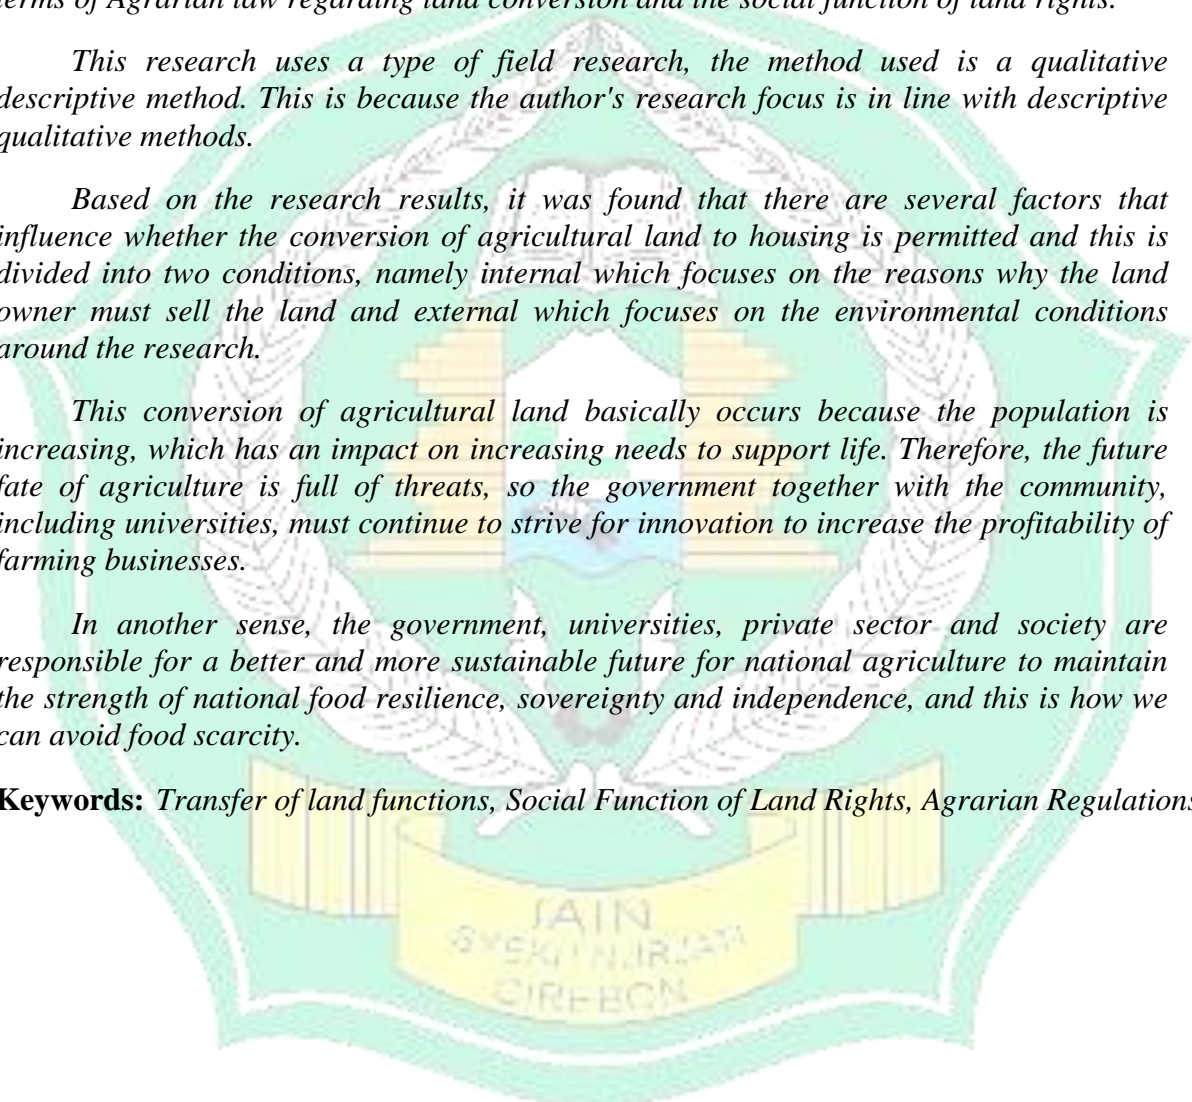 terms of Agrarian law regarding land conversion and the social function of land rights.
This research uses a type of field research, the method used is a qualitative
descriptive method. This is because the author's research focus is in line with descriptive
qualitative methods.
Based on the research results, it was found that there are several factors that
influence whether the conversion of agricultural land to housing is permitted and this is
divided into two conditions, namely internal which focuses on the reasons why the land
owner must sell the land and external which focuses on the environmental conditions
around the research.
This conversion of agricultural land basically occurs because the population is
increasing, which has an impact on increasing needs to support life. Therefore, the future
fate of agriculture is full of threats, so the government together with the community,
including universities, must continue to strive for innovation to increase the profitability of
farming businesses.
In another sense, the government, universities, private sector and society are
responsible for a better and more sustainable future for national agriculture to maintain
the strength of national food resilience, sovereignty and independence, and this is how we
can avoid food scarcity.
Keywords: Transfer of land functions, Social Function of Land Rights, Agrarian Regulations
IAIN
SYEKH NURJATI
CIREBON